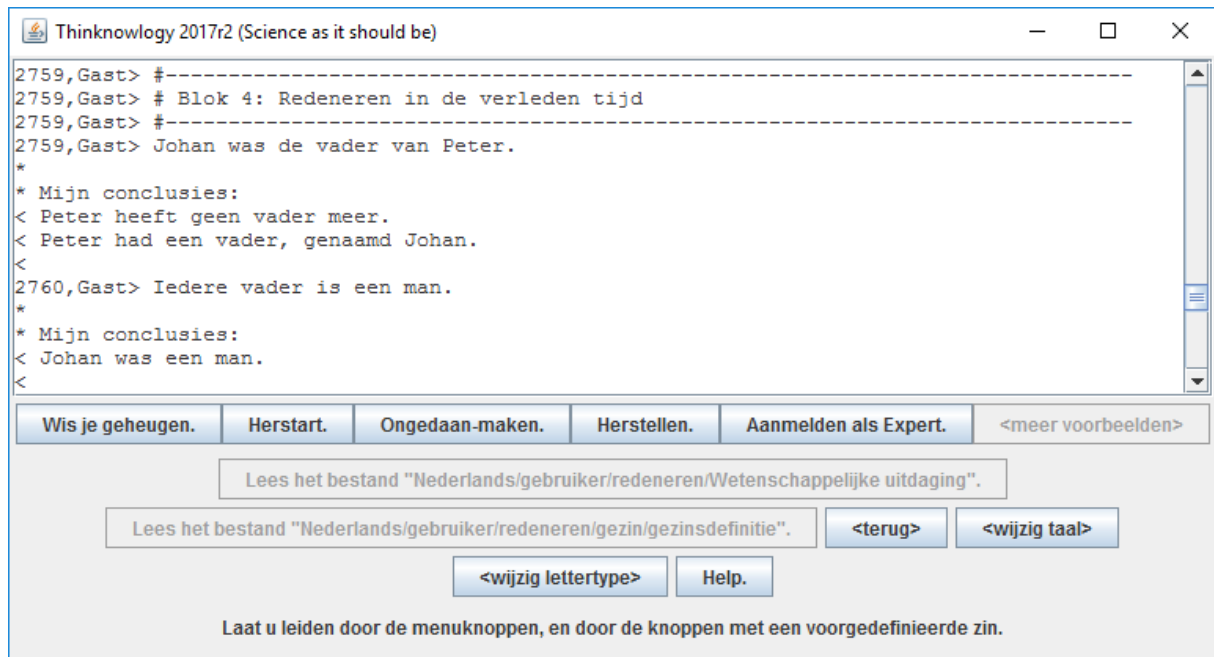 Thinknowlogy 2017r2 (Science as it should be)
2759,Gast> #-----------------------------------------------------------------------------
2759,Gast> # Blok 4: Redeneren in de verleden tijd
2759,Gast> #-----------------------------------------------------------------------------
2759,Gast> Johan was de vader van Peter.
*
* Mijn conclusies:
< Peter heeft geen vader meer.
< Peter had een vader, genaamd Johan.
<
2760,Gast> Iedere vader is een man.
*
* Mijn conclusies:
< Johan was een man.
<
Wis je geheugen. Herstart. Ongedaan-maken. Herstellen. Aanmelden als Expert. <meer voorbeelden>
Lees het bestand "Nederlands/gebruiker/redeneren/Wetenschappelijke uitdaging".
Lees het bestand "Nederlands/gebruiker/redeneren/gezin/gezinsdefinitie". <terug> <wijzig taal>
<wijzig lettertype> Help.
Laat u leiden door de menuknoppen, en door de knoppen met een voorgedefinieerde zin.